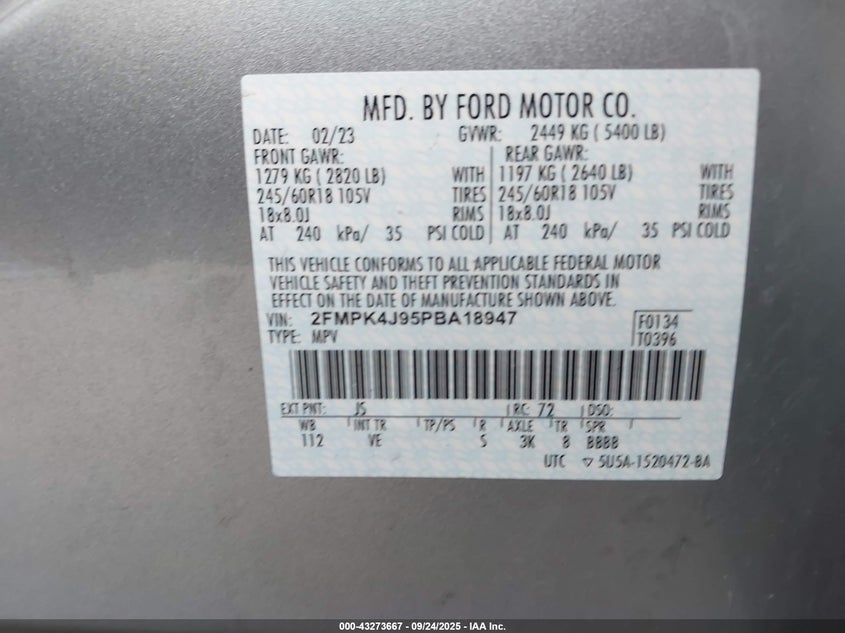 MFD. BY FORD MOTOR CO.
DATE: 02/23 GVWR: 2449 KG ( 5400 LB)
FRONT GAWR: REAR GAWR:
1279 KG ( 2820 LB) WITH 1197 KG ( 2640 LB) WITH
245/60R18 105V TIRES 245/60R18 105V TIRES
18x8.0J RIMS 18x8.0J RIMS
AT 240 kPa/ 35 PSI COLD AT 240 kPa/ 35 PSI COLD
THIS VEHICLE CONFORMS TO ALL APPLICABLE FEDERAL MOTOR
VEHICLE SAFETY AND THEFT PREVENTION STANDARDS IN
EFFECT ON THE DATE OF MANUFACTURE SHOWN ABOVE.
VIN: 2FMPK4J95PBA18947 F0134
TYPE: MPV T0396
EXT PNT: JS RC: 72 DSO:
WB INT TR TP/PS R AXLE TR SPR
112 VE S 3K 8 BBBB
UTC ▽ 5U5A-1520472-BA
000-43273667 - 09/24/2025 - IAA Inc.